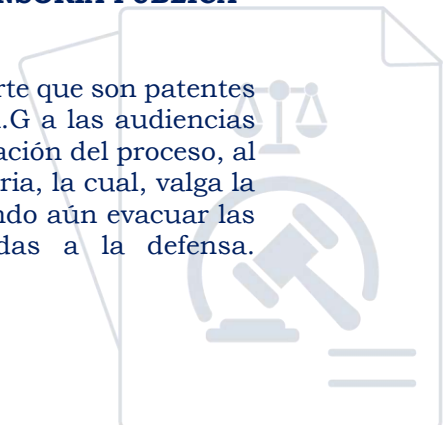 rte que son patentes
.G a las audiencias
ación del proceso, al
ria, la cual, valga la
ndo aún evacuar las
das a la defensa.